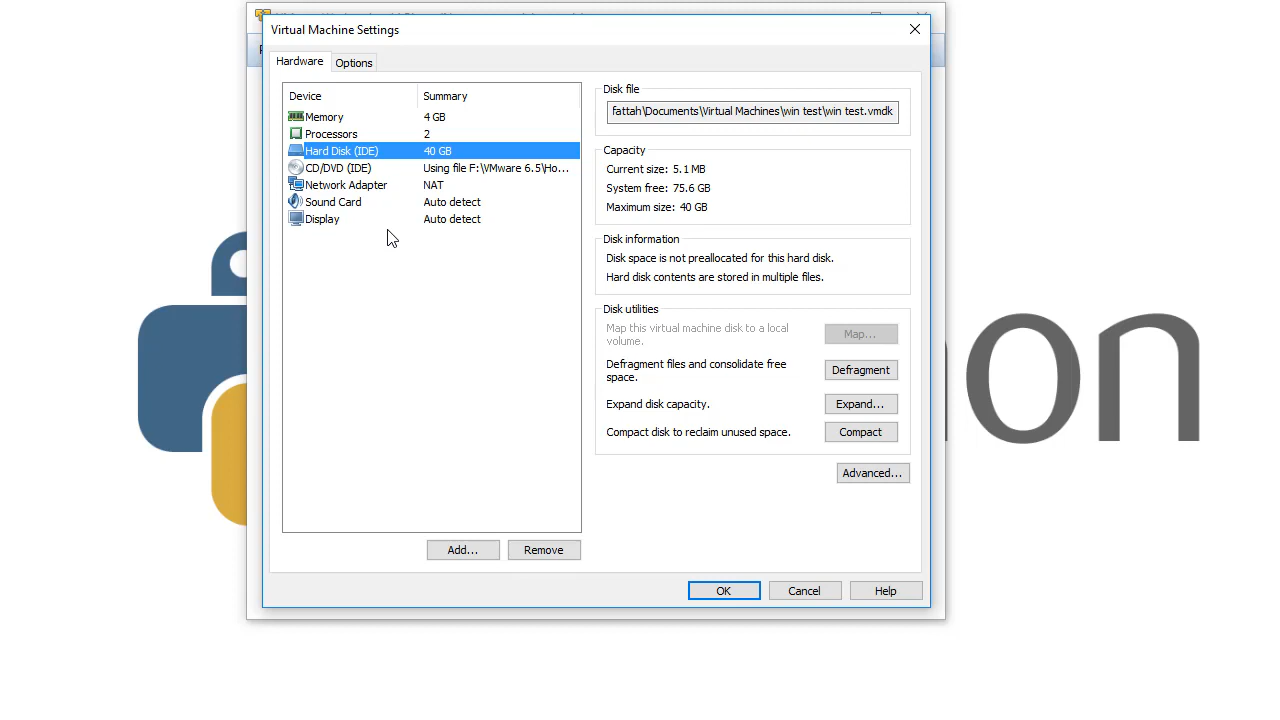 Virtual Machine Settings
Hardware
Options
Device Summary
Memory 4 GB
Processors 2
Hard Disk (IDE) 40 GB
CD/DVD (IDE) Using file F:\VMware 6.5\Ho...
Network Adapter NAT
Sound Card Auto detect
Display Auto detect
Add...
Remove
Disk file
fattah\Documents\Virtual Machines\win test\win test.vmdk
Capacity
Current size: 5.1 MB
System free: 75.6 GB
Maximum size: 40 GB
Disk information
Disk space is not preallocated for this hard disk.
Hard disk contents are stored in multiple files.
Disk utilities
Map this virtual machine disk to a local
volume.
Map...
Defragment files and consolidate free
space.
Defragment
Expand disk capacity.
Expand...
Compact disk to reclaim unused space.
Compact
Advanced...
OK
Cancel
Help
on